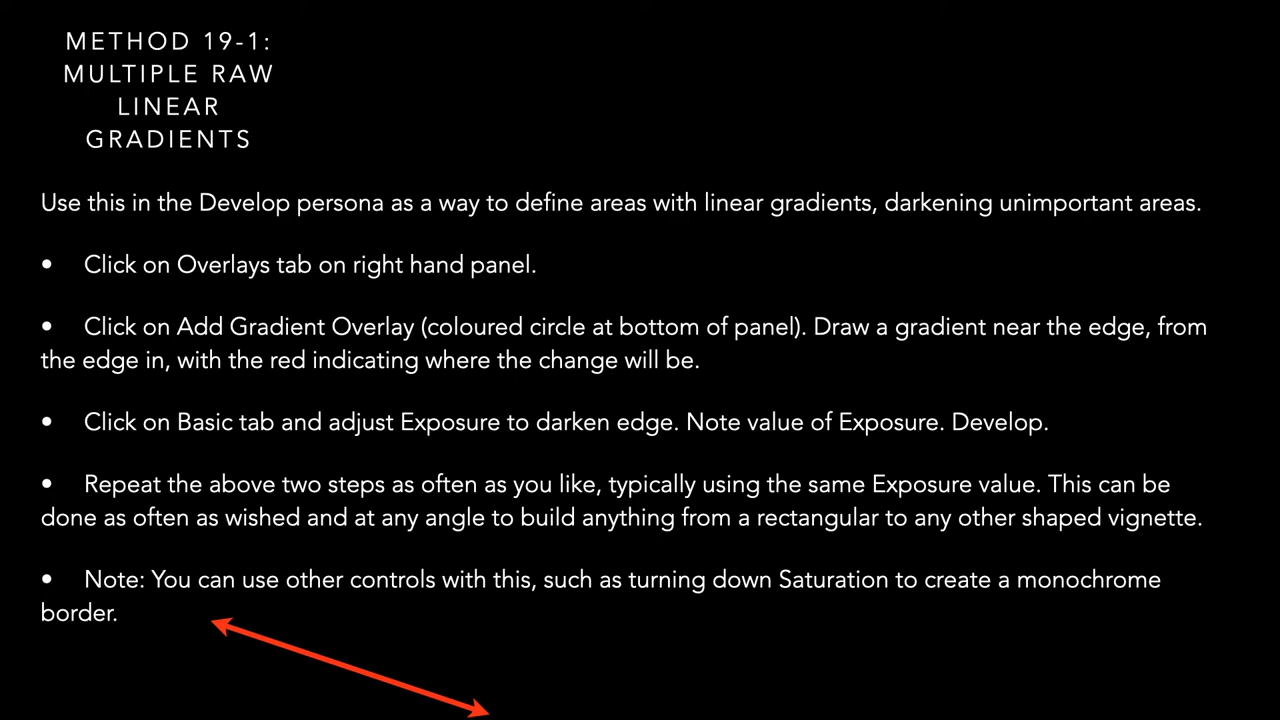 METHOD 19-1:
MULTIPLE RAW
LINEAR
GRADIENTS
Use this in the Develop persona as a way to define areas with linear gradients, darkening unimportant areas.
• Click on Overlays tab on right hand panel.
• Click on Add Gradient Overlay (coloured circle at bottom of panel). Draw a gradient near the edge, from
the edge in, with the red indicating where the change will be.
• Click on Basic tab and adjust Exposure to darken edge. Note value of Exposure. Develop.
• Repeat the above two steps as often as you like, typically using the same Exposure value. This can be
done as often as wished and at any angle to build anything from a rectangular to any other shaped vignette.
• Note: You can use other controls with this, such as turning down Saturation to create a monochrome
border.